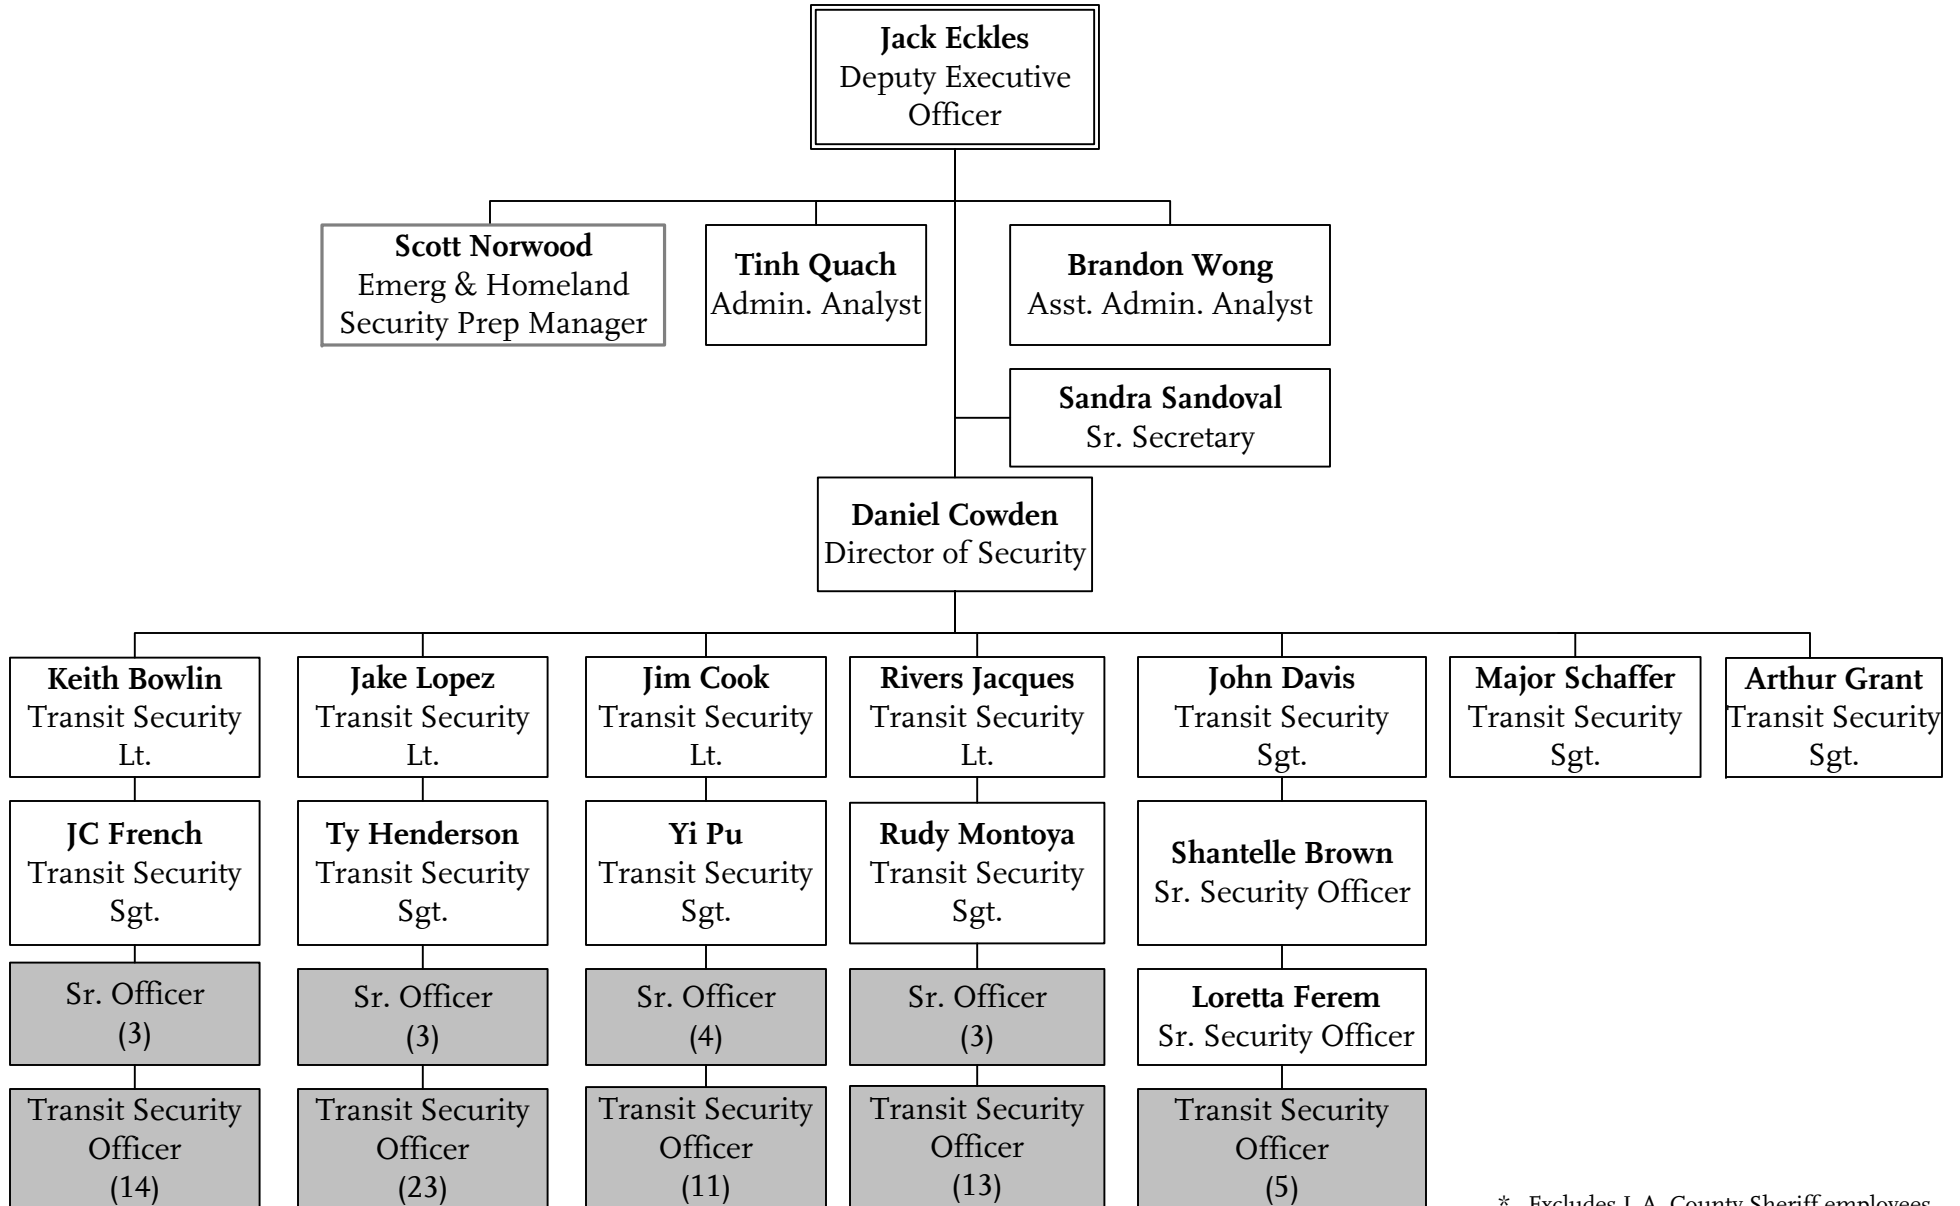 Jack Eckles
Deputy Executive
Officer
Scott Norwood
Emerg & Homeland
Security Prep Manager
Tinh Quach
Admin. Analyst
Brandon Wong
Asst. Admin. Analyst
Sandra Sandoval
Sr. Secretary
Daniel Cowden
Director of Security
Keith Bowlin
Transit Security
Lt.
Jake Lopez
Transit Security
Lt.
Jim Cook
Transit Security
Lt.
Rivers Jacques
Transit Security
Lt.
John Davis
Transit Security
Sgt.
Major Schaffer
Transit Security
Sgt.
Arthur Grant
Transit Security
Sgt.
JC French
Transit Security
Sgt.
Ty Henderson
Transit Security
Sgt.
Yi Pu
Transit Security
Sgt.
Rudy Montoya
Transit Security
Sgt.
Shantelle Brown
Sr. Security Officer
Sr. Officer
(3)
Sr. Officer
(3)
Sr. Officer
(4)
Sr. Officer
(3)
Loretta Ferem
Sr. Security Officer
Transit Security
Officer
(14)
Transit Security
Officer
(23)
Transit Security
Officer
(11)
Transit Security
Officer
(13)
Transit Security
Officer
(5)
* Excludes L.A. County Sheriff employees